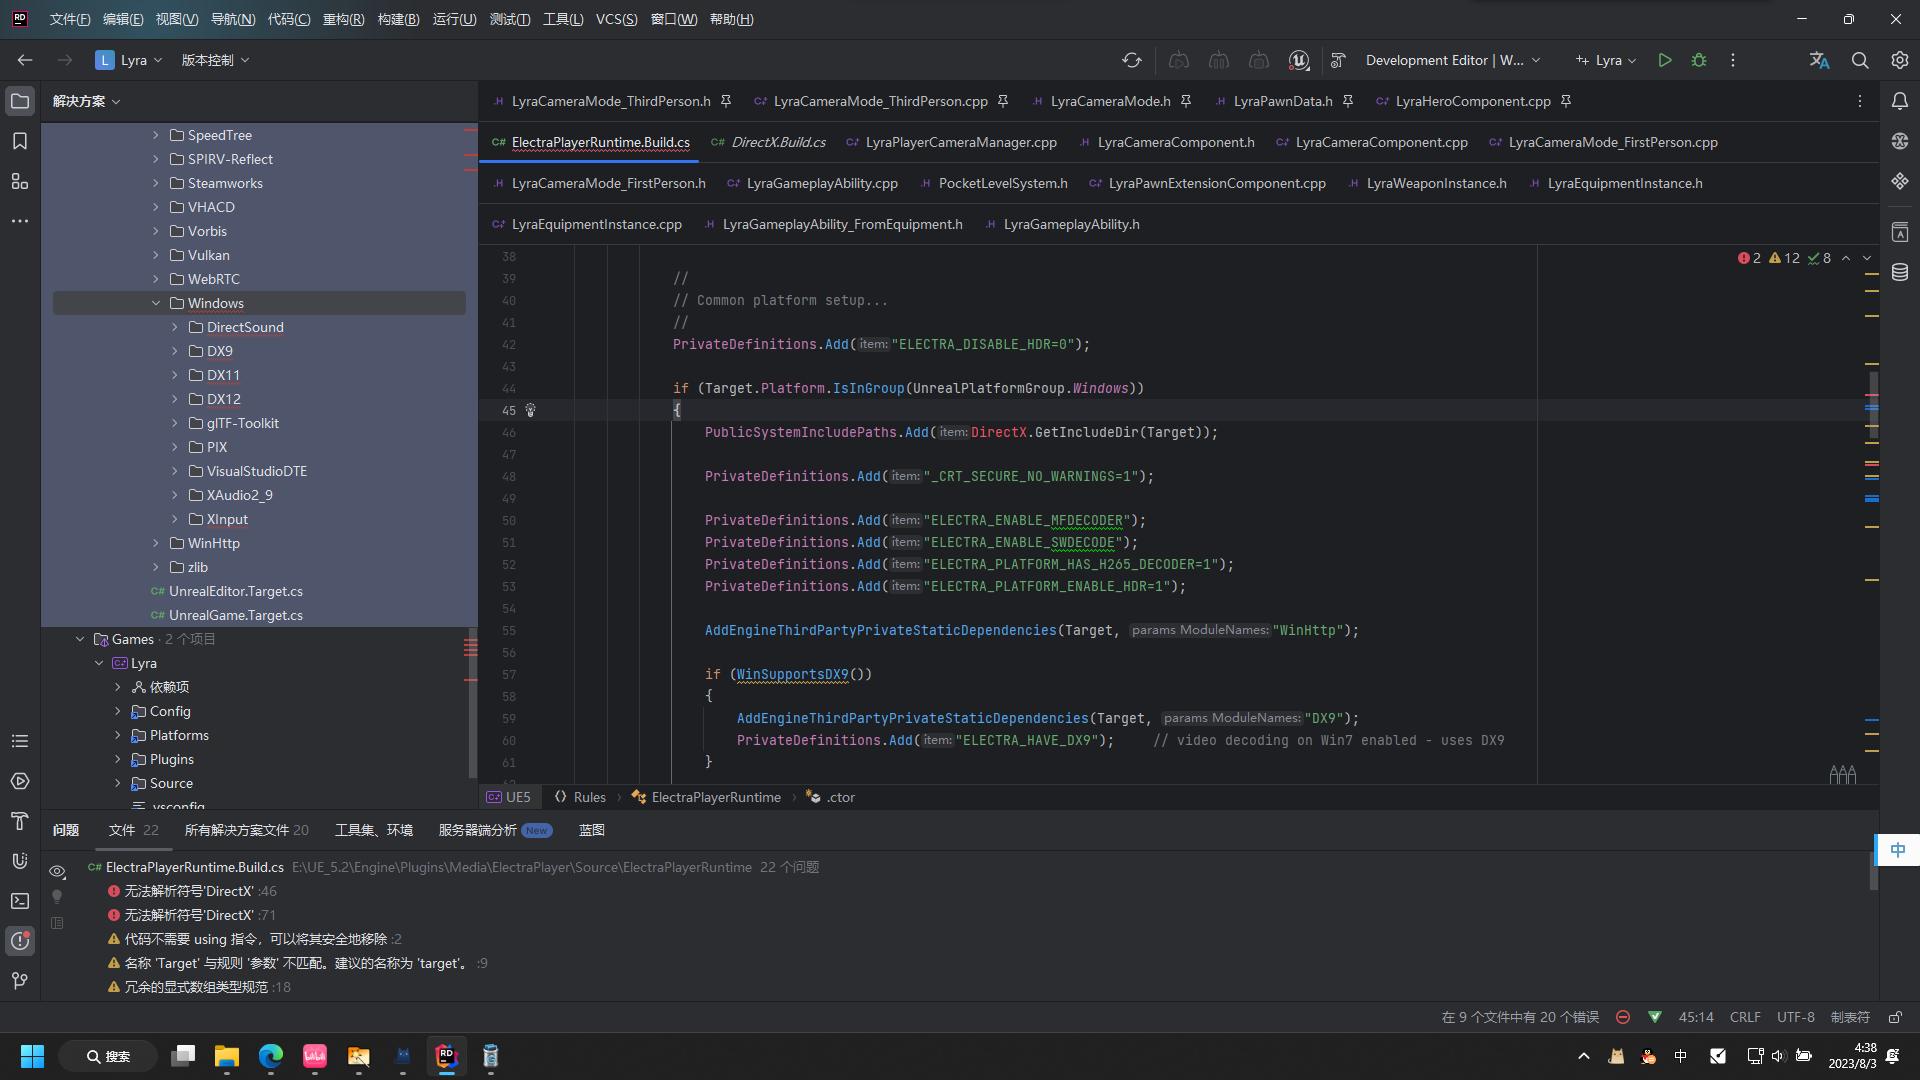 文件(F) 编辑(E) 视图(V) 导航(N) 代码(C) 重构(R) 构建(B) 运行(U) 测试(T) 工具(L) VCS(S) 窗口(W) 帮助(H)
L Lyra 版本控制 Development Editor | W... Lyra
解决方案
SpeedTree
SPIRV-Reflect
Steamworks
VHACD
Vorbis
Vulkan
WebRTC
Windows
DirectSound
DX9
DX11
DX12
glTF-Toolkit
PIX
VisualStudioDTE
XAudio2_9
XInput
WinHttp
zlib
C# UnrealEditor.Target.cs
C# UnrealGame.Target.cs
Games · 2 个项目
Lyra
依赖项
Config
Platforms
Plugins
Source
.vsconfig
LyraCameraMode_ThirdPerson.h LyraCameraMode_ThirdPerson.cpp LyraCameraMode.h LyraPawnData.h LyraHeroComponent.cpp
C# ElectraPlayerRuntime.Build.cs C# DirectX.Build.cs LyraPlayerCameraManager.cpp LyraCameraComponent.h LyraCameraComponent.cpp LyraCameraMode_FirstPerson.cpp
LyraCameraMode_FirstPerson.h LyraGameplayAbility.cpp PocketLevelSystem.h LyraPawnExtensionComponent.cpp LyraWeaponInstance.h LyraEquipmentInstance.h
LyraEquipmentInstance.cpp LyraGameplayAbility_FromEquipment.h LyraGameplayAbility.h
2 12 8
38
39 //
40 // Common platform setup...
41 //
42 PrivateDefinitions.Add(item:"ELECTRA_DISABLE_HDR=0");
43
44 if (Target.Platform.IsInGroup(UnrealPlatformGroup.Windows))
45 {
46 PublicSystemIncludePaths.Add(item:DirectX.GetIncludeDir(Target));
47
48 PrivateDefinitions.Add(item:"_CRT_SECURE_NO_WARNINGS=1");
49
50 PrivateDefinitions.Add(item:"ELECTRA_ENABLE_MFDECODER");
51 PrivateDefinitions.Add(item:"ELECTRA_ENABLE_SWDECODE");
52 PrivateDefinitions.Add(item:"ELECTRA_PLATFORM_HAS_H265_DECODER=1");
53 PrivateDefinitions.Add(item:"ELECTRA_PLATFORM_ENABLE_HDR=1");
54
55 AddEngineThirdPartyPrivateStaticDependencies(Target, params ModuleNames:"WinHttp");
56
57 if (WinSupportsDX9())
58 {
59 AddEngineThirdPartyPrivateStaticDependencies(Target, params ModuleNames:"DX9");
60 PrivateDefinitions.Add(item:"ELECTRA_HAVE_DX9"); // video decoding on Win7 enabled - uses DX9
61 }
UE5 Rules ElectraPlayerRuntime .ctor
问题 文件 22 所有解决方案文件 20 工具集、环境 服务器端分析 New 蓝图
C# ElectraPlayerRuntime.Build.cs E:\UE_5.2\Engine\Plugins\Media\ElectraPlayer\Source\ElectraPlayerRuntime 22 个问题
无法解析符号'DirectX' :46
无法解析符号'DirectX' :71
代码不需要 using 指令，可以将其安全地移除 :2
名称 'Target' 与规则 '参数' 不匹配。建议的名称为 'target'。 :9
冗余的显式数组类型规范 :18
中
在 9 个文件中有 20 个错误 45:14 CRLF UTF-8 制表符
搜索 中 4:38
2023/8/3